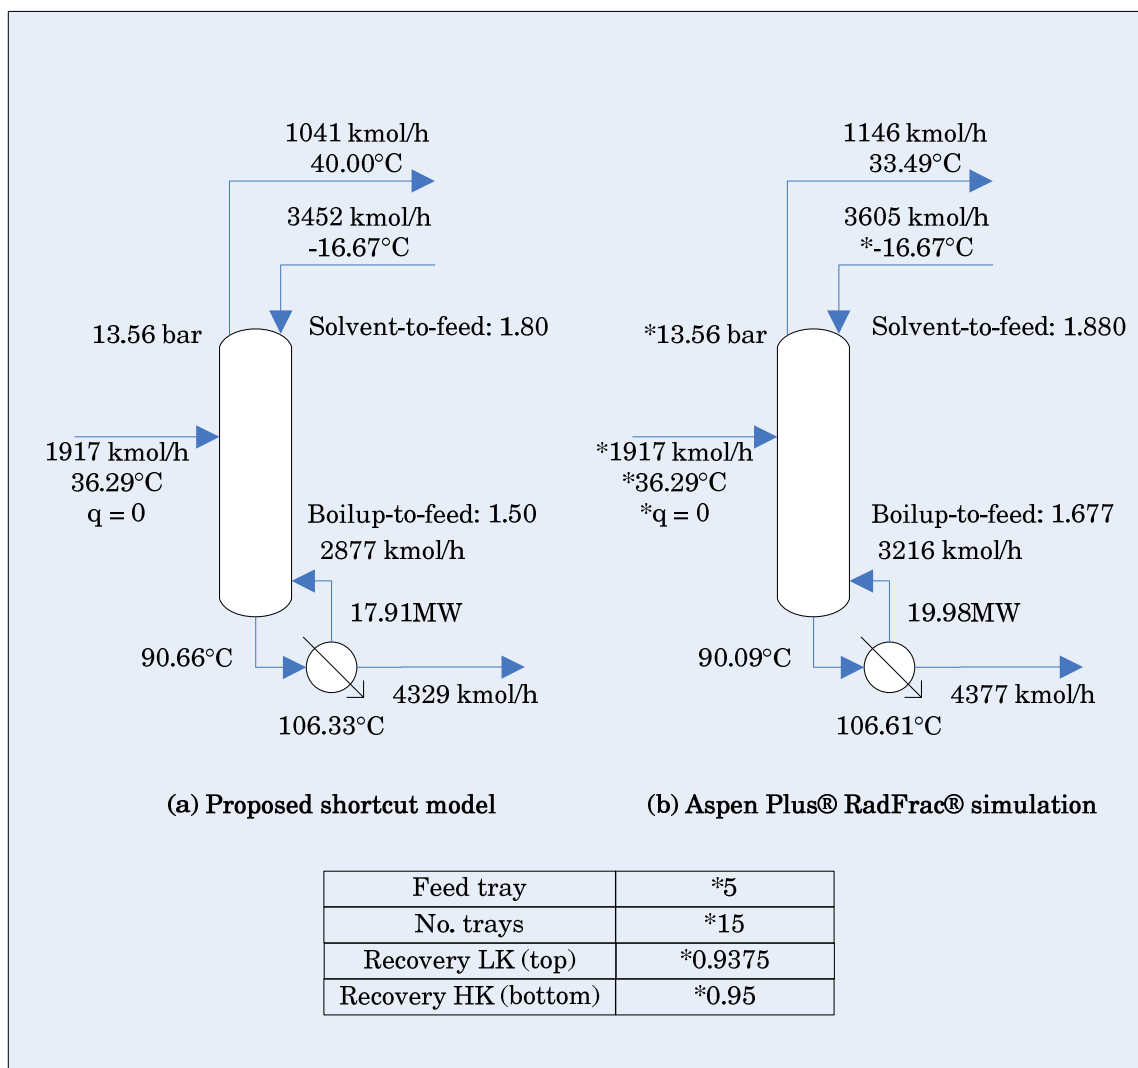 1041 kmol/h
40.00°C
3452 kmol/h
-16.67°C
13.56 bar
Solvent-to-feed: 1.80
1917 kmol/h
36.29°C
q = 0
Boilup-to-feed: 1.50
2877 kmol/h
17.91MW
90.66°C
4329 kmol/h
106.33°C
(a) Proposed shortcut model
1146 kmol/h
33.49°C
3605 kmol/h
*-16.67°C
*13.56 bar
Solvent-to-feed: 1.880
*1917 kmol/h
*36.29°C
*q = 0
Boilup-to-feed: 1.677
3216 kmol/h
19.98MW
90.09°C
4377 kmol/h
106.61°C
(b) Aspen Plus® RadFrac® simulation
Feed tray *5
No. trays *15
Recovery LK (top) *0.9375
Recovery HK (bottom) *0.95